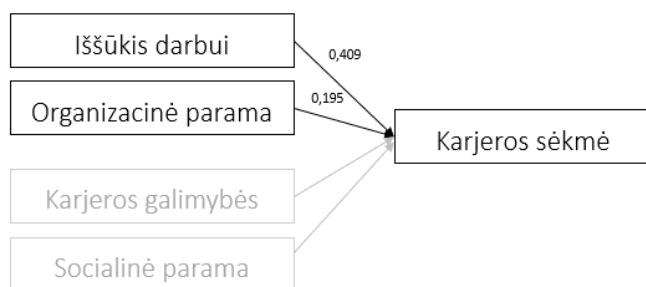 Iššūkis darbui
0,409
0,195
Organizacinė parama
Karjeros sėkmė
Karjeros galimybės
Socialinė parama